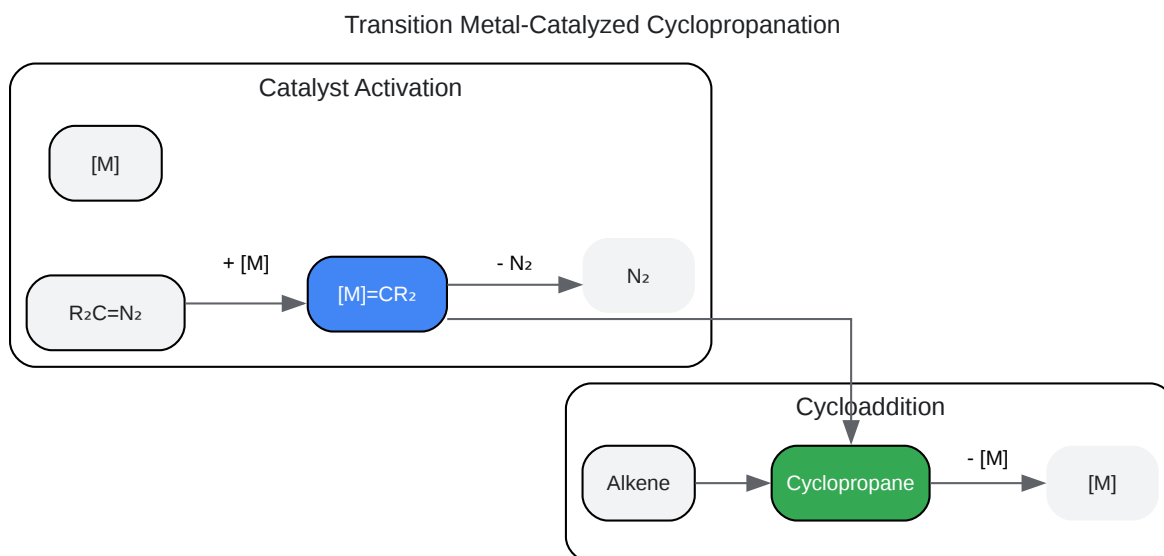 Transition Metal-Catalyzed Cyclopropanation
Catalyst Activation
[M]
R₂C=N₂
+ [M]
[M]=CR₂
- N₂
N₂
Cycloaddition
Alkene
Cyclopropane
- [M]
[M]